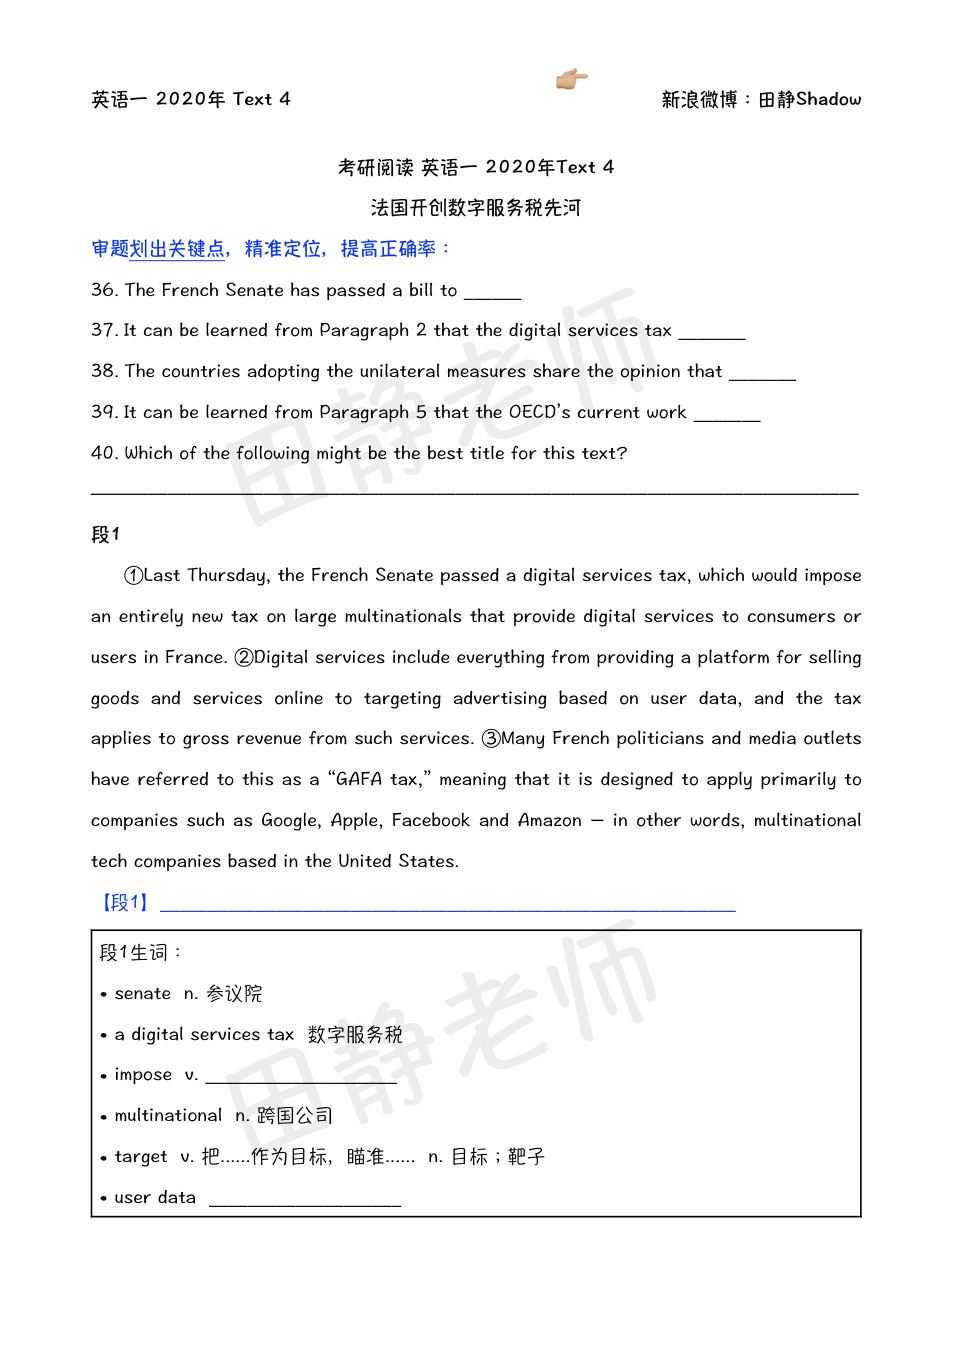 英语一 2020年 Text 4
新浪微博：田静Shadow
考研阅读 英语一 2020年Text 4
法国开创数字服务税先河
审题划出关键点，精准定位，提高正确率：
36. The French Senate has passed a bill to ______
37. It can be learned from Paragraph 2 that the digital services tax _______
38. The countries adopting the unilateral measures share the opinion that _______
39. It can be learned from Paragraph 5 that the OECD's current work _______
40. Which of the following might be the best title for this text?
段1
①Last Thursday, the French Senate passed a digital services tax, which would impose
an entirely new tax on large multinationals that provide digital services to consumers or
users in France. ②Digital services include everything from providing a platform for selling
goods and services online to targeting advertising based on user data, and the tax
applies to gross revenue from such services. ③Many French politicians and media outlets
have referred to this as a “GAFA tax,” meaning that it is designed to apply primarily to
companies such as Google, Apple, Facebook and Amazon — in other words, multinational
tech companies based in the United States.
【段1】____________________________________________________________
段1生词：
• senate n. 参议院
• a digital services tax 数字服务税
• impose v. ____________________
• multinational n. 跨国公司
• target v. 把……作为目标，瞄准…… n. 目标；靶子
• user data ____________________
田静老师
田静老师